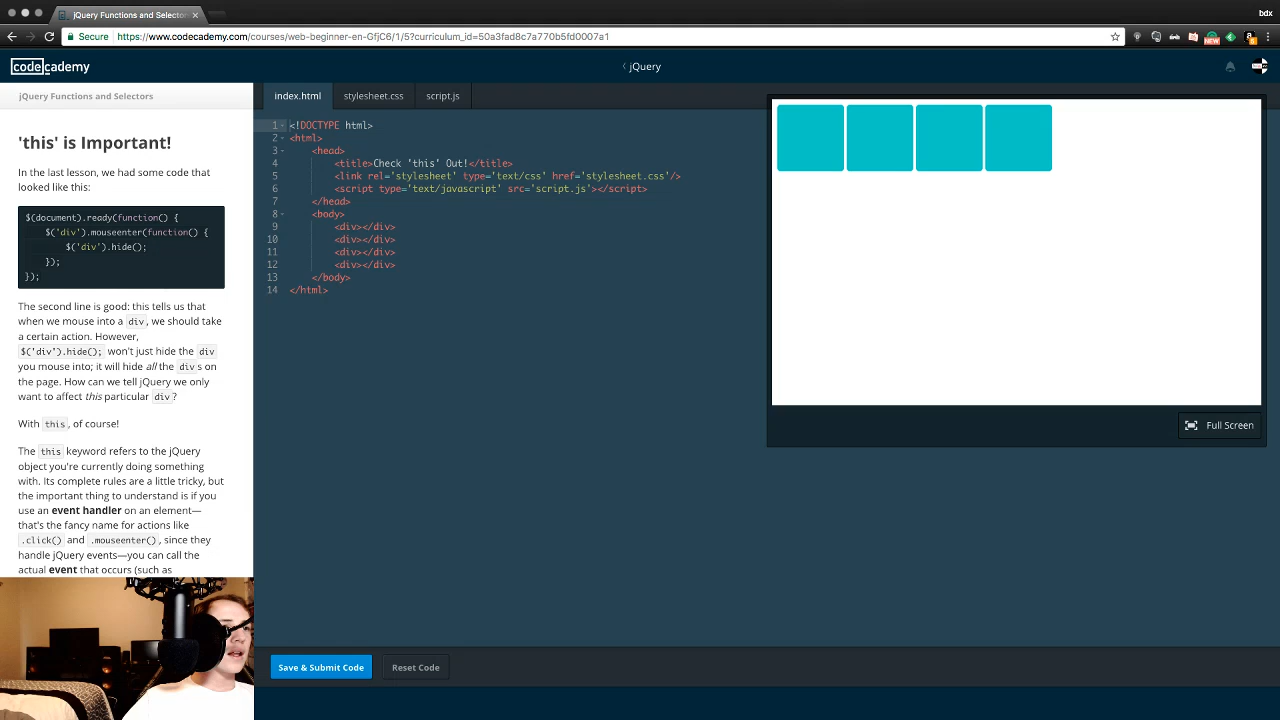 jQuery Functions and Selector
bdx
Secure https://www.codecademy.com/courses/web-beginner-en-GfjC6/1/5?curriculum_id=50a3fad8c7a770b5fd0007a1
NEW
codecademy
jQuery
jQuery Functions and Selectors
index.html
stylesheet.css
script.js
'this' is Important!
In the last lesson, we had some code that
looked like this:
$(document).ready(function() {
$('div').mouseenter(function() {
$('div').hide();
});
});
The second line is good: this tells us that
when we mouse into a div, we should take
a certain action. However,
$('div').hide(); won't just hide the div
you mouse into; it will hide all the div s on
the page. How can we tell jQuery we only
want to affect this particular div?
With this, of course!
The this keyword refers to the jQuery
object you're currently doing something
with. Its complete rules are a little tricky, but
the important thing to understand is if you
use an event handler on an element—
that's the fancy name for actions like
.click() and .mouseenter(), since they
handle jQuery events—you can call the
actual event that occurs (such as
1 <!DOCTYPE html>
2 <html>
3 <head>
4 <title>Check 'this' Out!</title>
5 <link rel='stylesheet' type='text/css' href='stylesheet.css'/>
6 <script type='text/javascript' src='script.js'></script>
7 </head>
8 <body>
9 <div></div>
10 <div></div>
11 <div></div>
12 <div></div>
13 </body>
14 </html>
Full Screen
Save & Submit Code
Reset Code